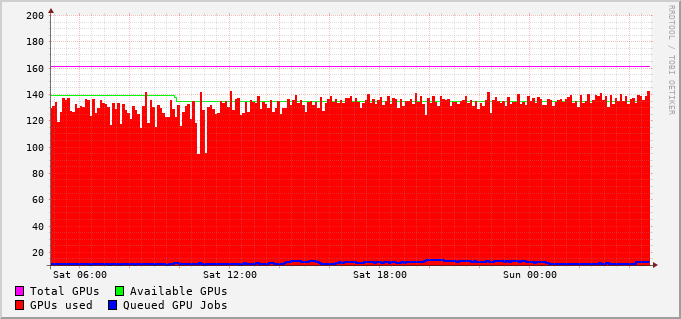 200
180
160
140
120
100
80
60
40
20
Sat 06:00 Sat 12:00 Sat 18:00 Sun 00:00
Total GPUs Available GPUs
GPUs used Queued GPU Jobs
RRDTOOL / TOBI OETIKER